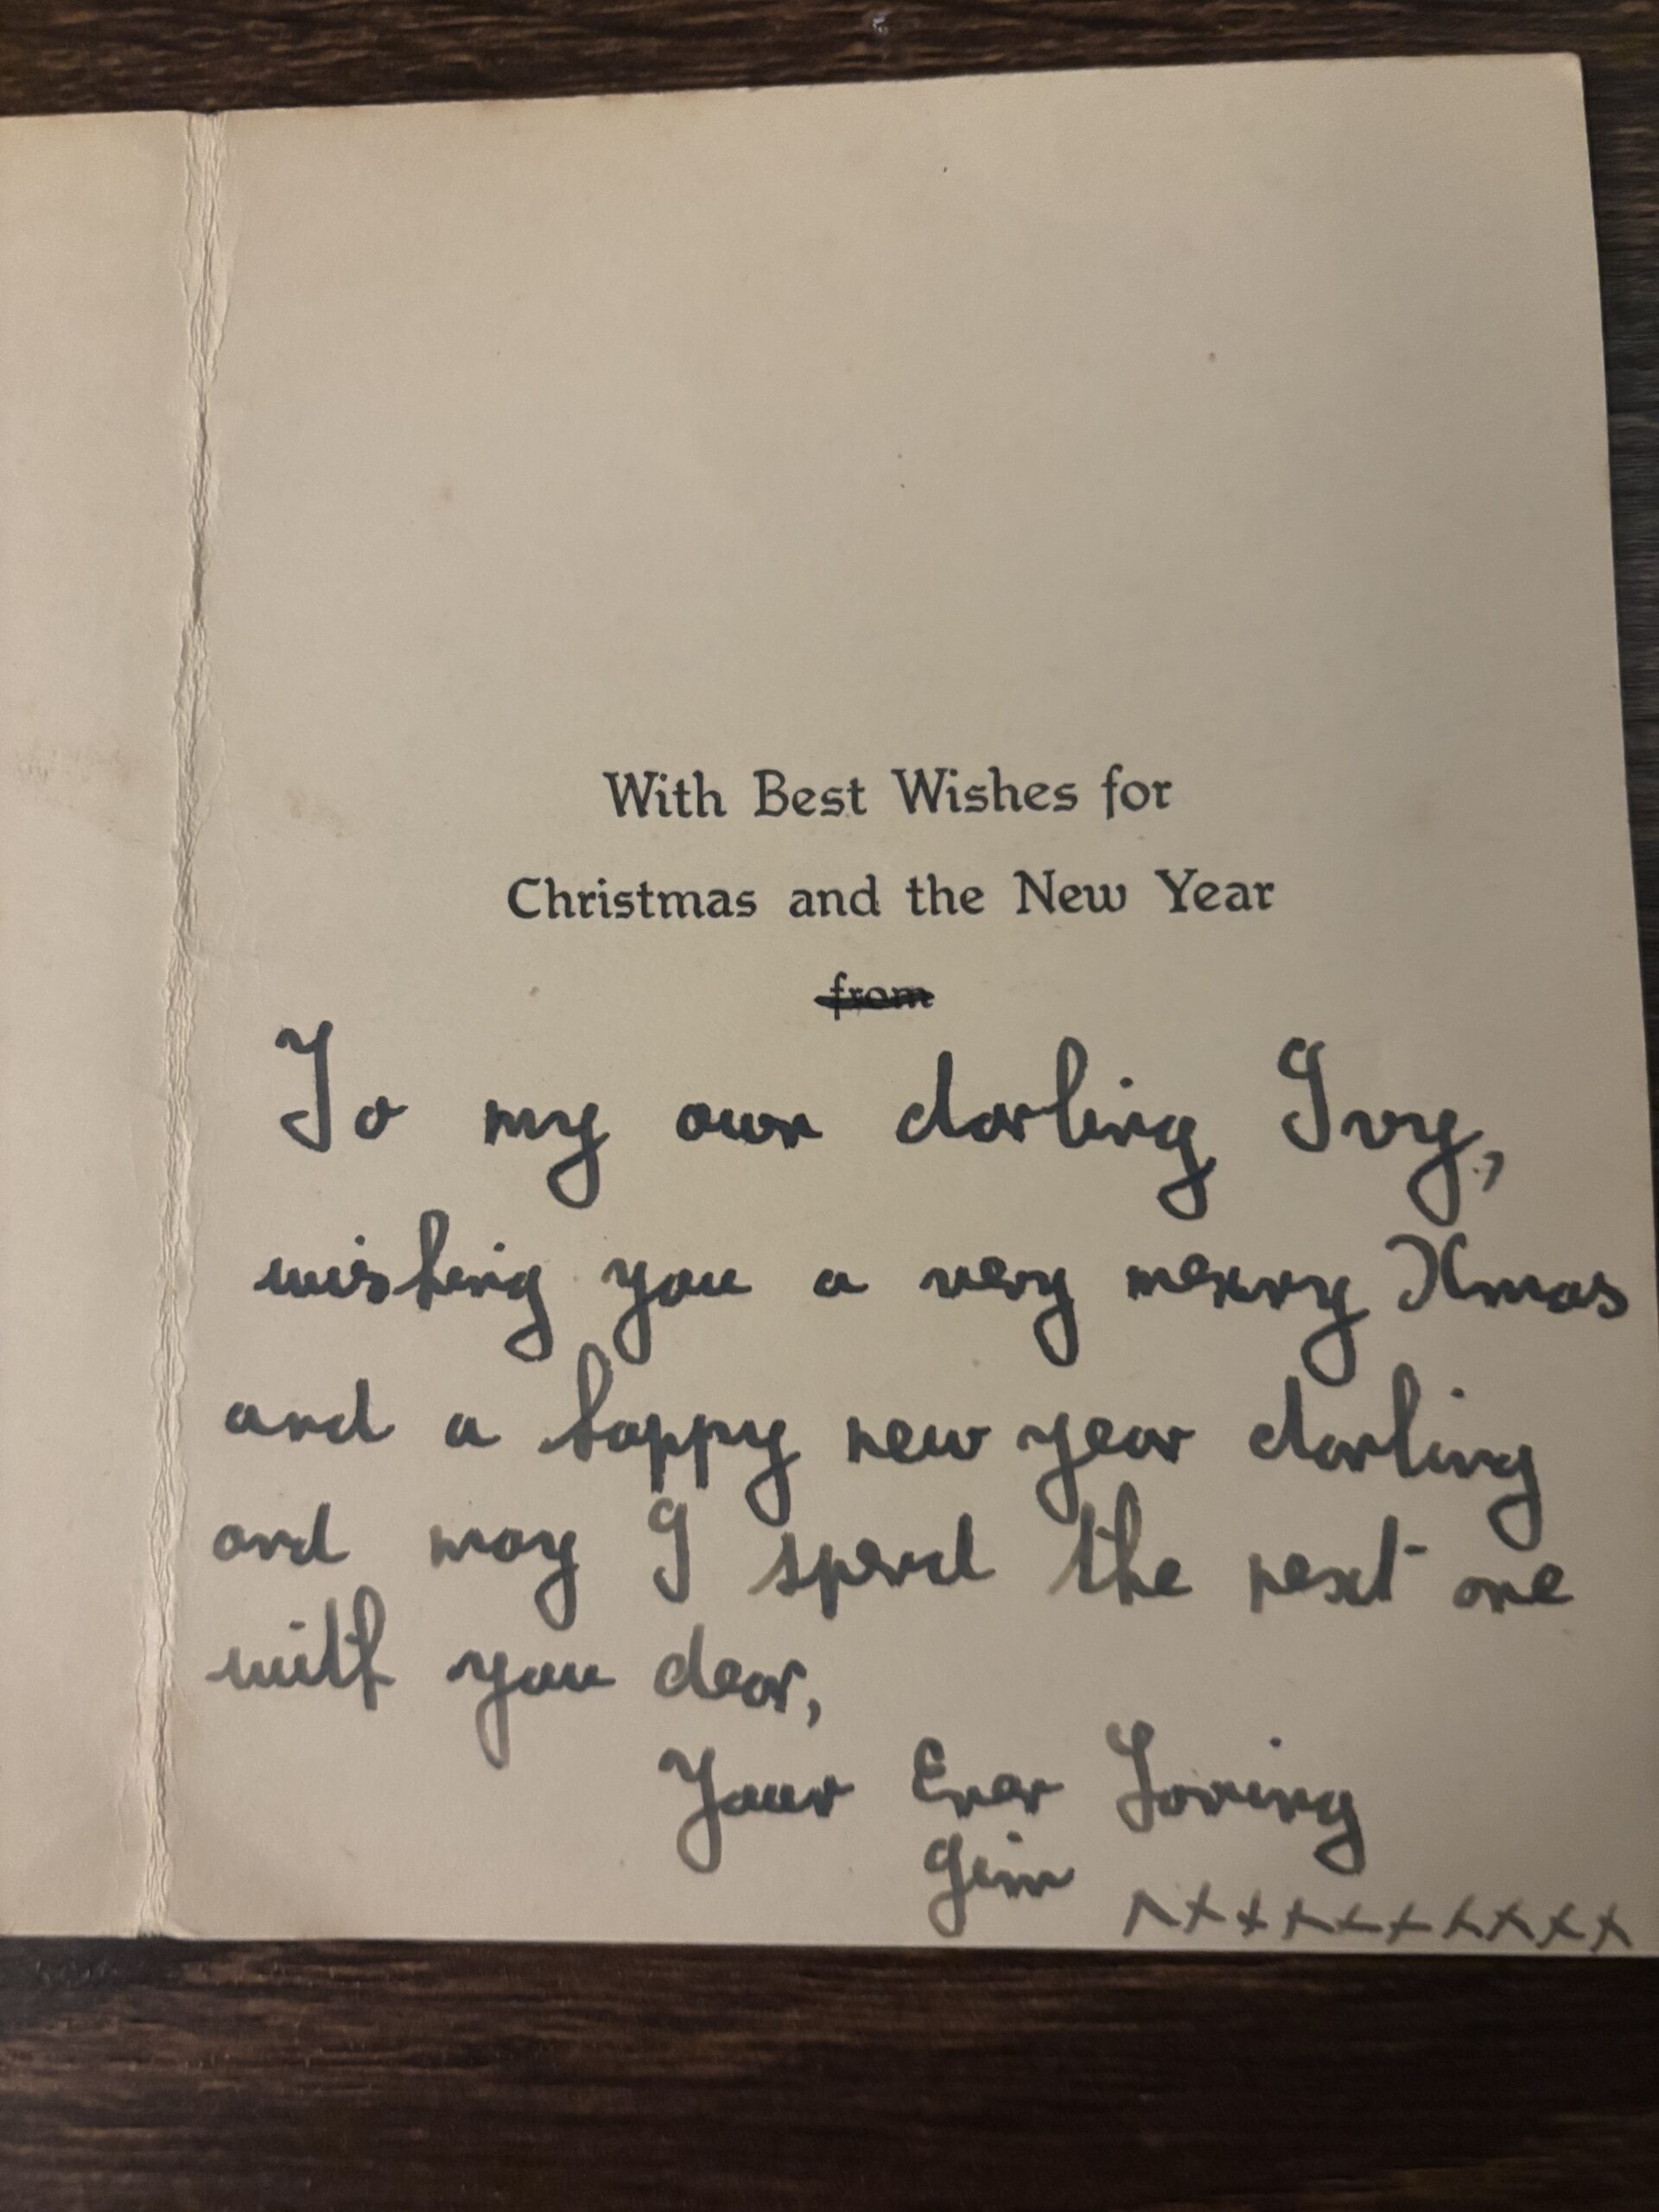 With Best Wishes for
Christmas and the New Year
from
To my own darling Ivy,
wishing you a very merry Xmas
and a happy new year darling
and may I spend the next one
with you dear,
Your Ever Loving
Jim
xxxxxxxxxx